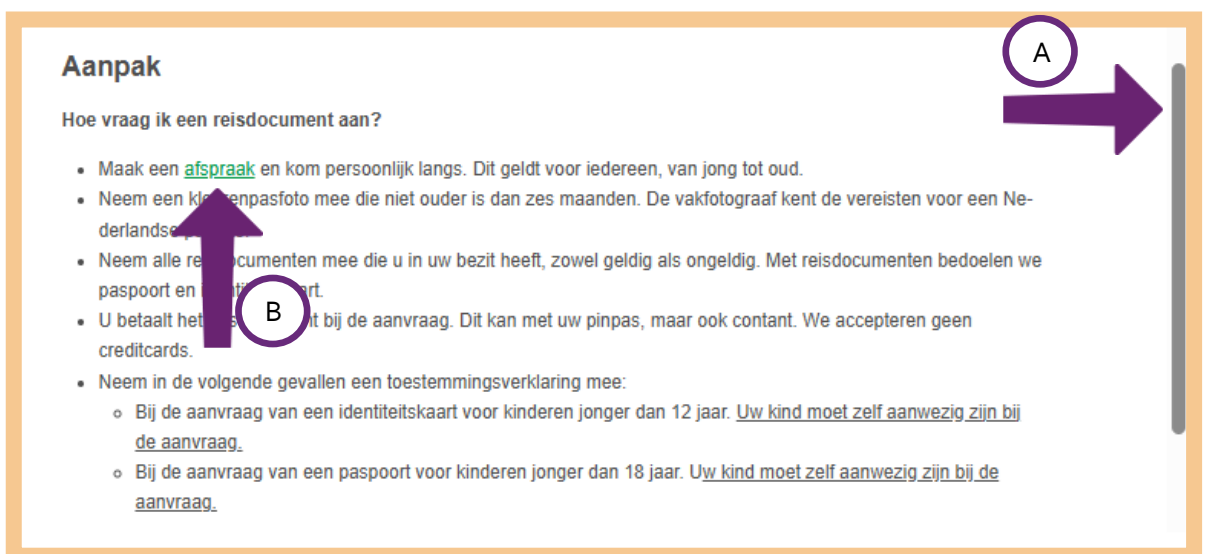 A
Aanpak
Hoe vraag ik een reisdocument aan?
Maak een afspraak en kom persoonlijk langs. Dit geldt voor iedereen, van jong tot oud.
Neem een mee die niet ouder is dan zes maanden. De vakfotograaf kent de vereisten voor een Ne-
derlandse
Neem alle mee die u in uw bezit heeft, zowel geldig als ongeldig. Met reisdocumenten bedoelen we
paspoort en
B
U betaalt het bij de aanvraag. Dit kan met uw pinpas, maar ook contant. We accepteren geen
creditcards.
Neem in de volgende gevallen een toestemmingsverklaring mee:
Bij de aanvraag van een identiteitskaart voor kinderen jonger dan 12 jaar. Uw kind moet zelf aanwezig zijn bij
de aanvraag.
Bij de aanvraag van een paspoort voor kinderen jonger dan 18 jaar. Uw kind moet zelf aanwezig zijn bij de
aanvraag.